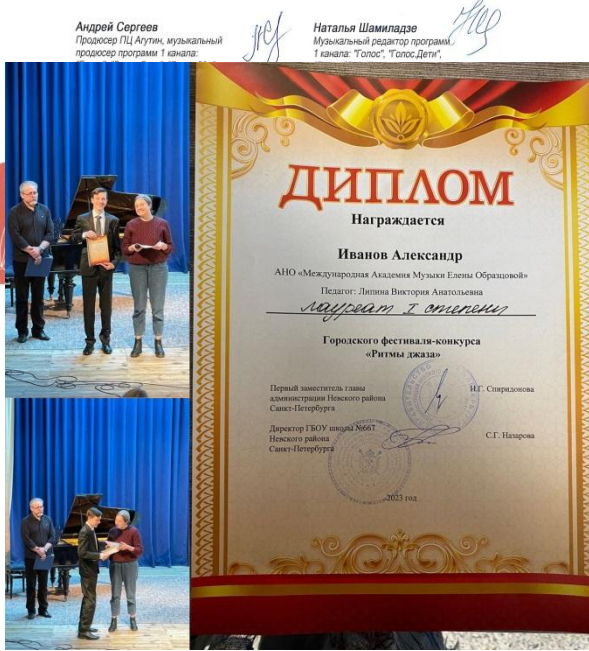 Андрей Сергеев
Продюсер ПЦ Агутин, музыкальный
продюсер программ 1 канала:
Наталья Шамиладзе
Музыкальный редактор программ
1 канала: "Голос", "Голос.Дети",
ДИПЛОМ
Награждается
Иванов Александр
АНО «Международная Академия Музыки Елены Образцовой»
Педагог: Липина Виктория Анатольевна
лауреат I степени
Городского фестиваля-конкурса
«Ритмы джаза»
Первый заместитель главы
администрации Невского района
Санкт-Петербурга
И.Г. Спиридонова
Директор ГБОУ школы №667
Невского района
Санкт-Петербурга
С.Г. Назарова
2023 год